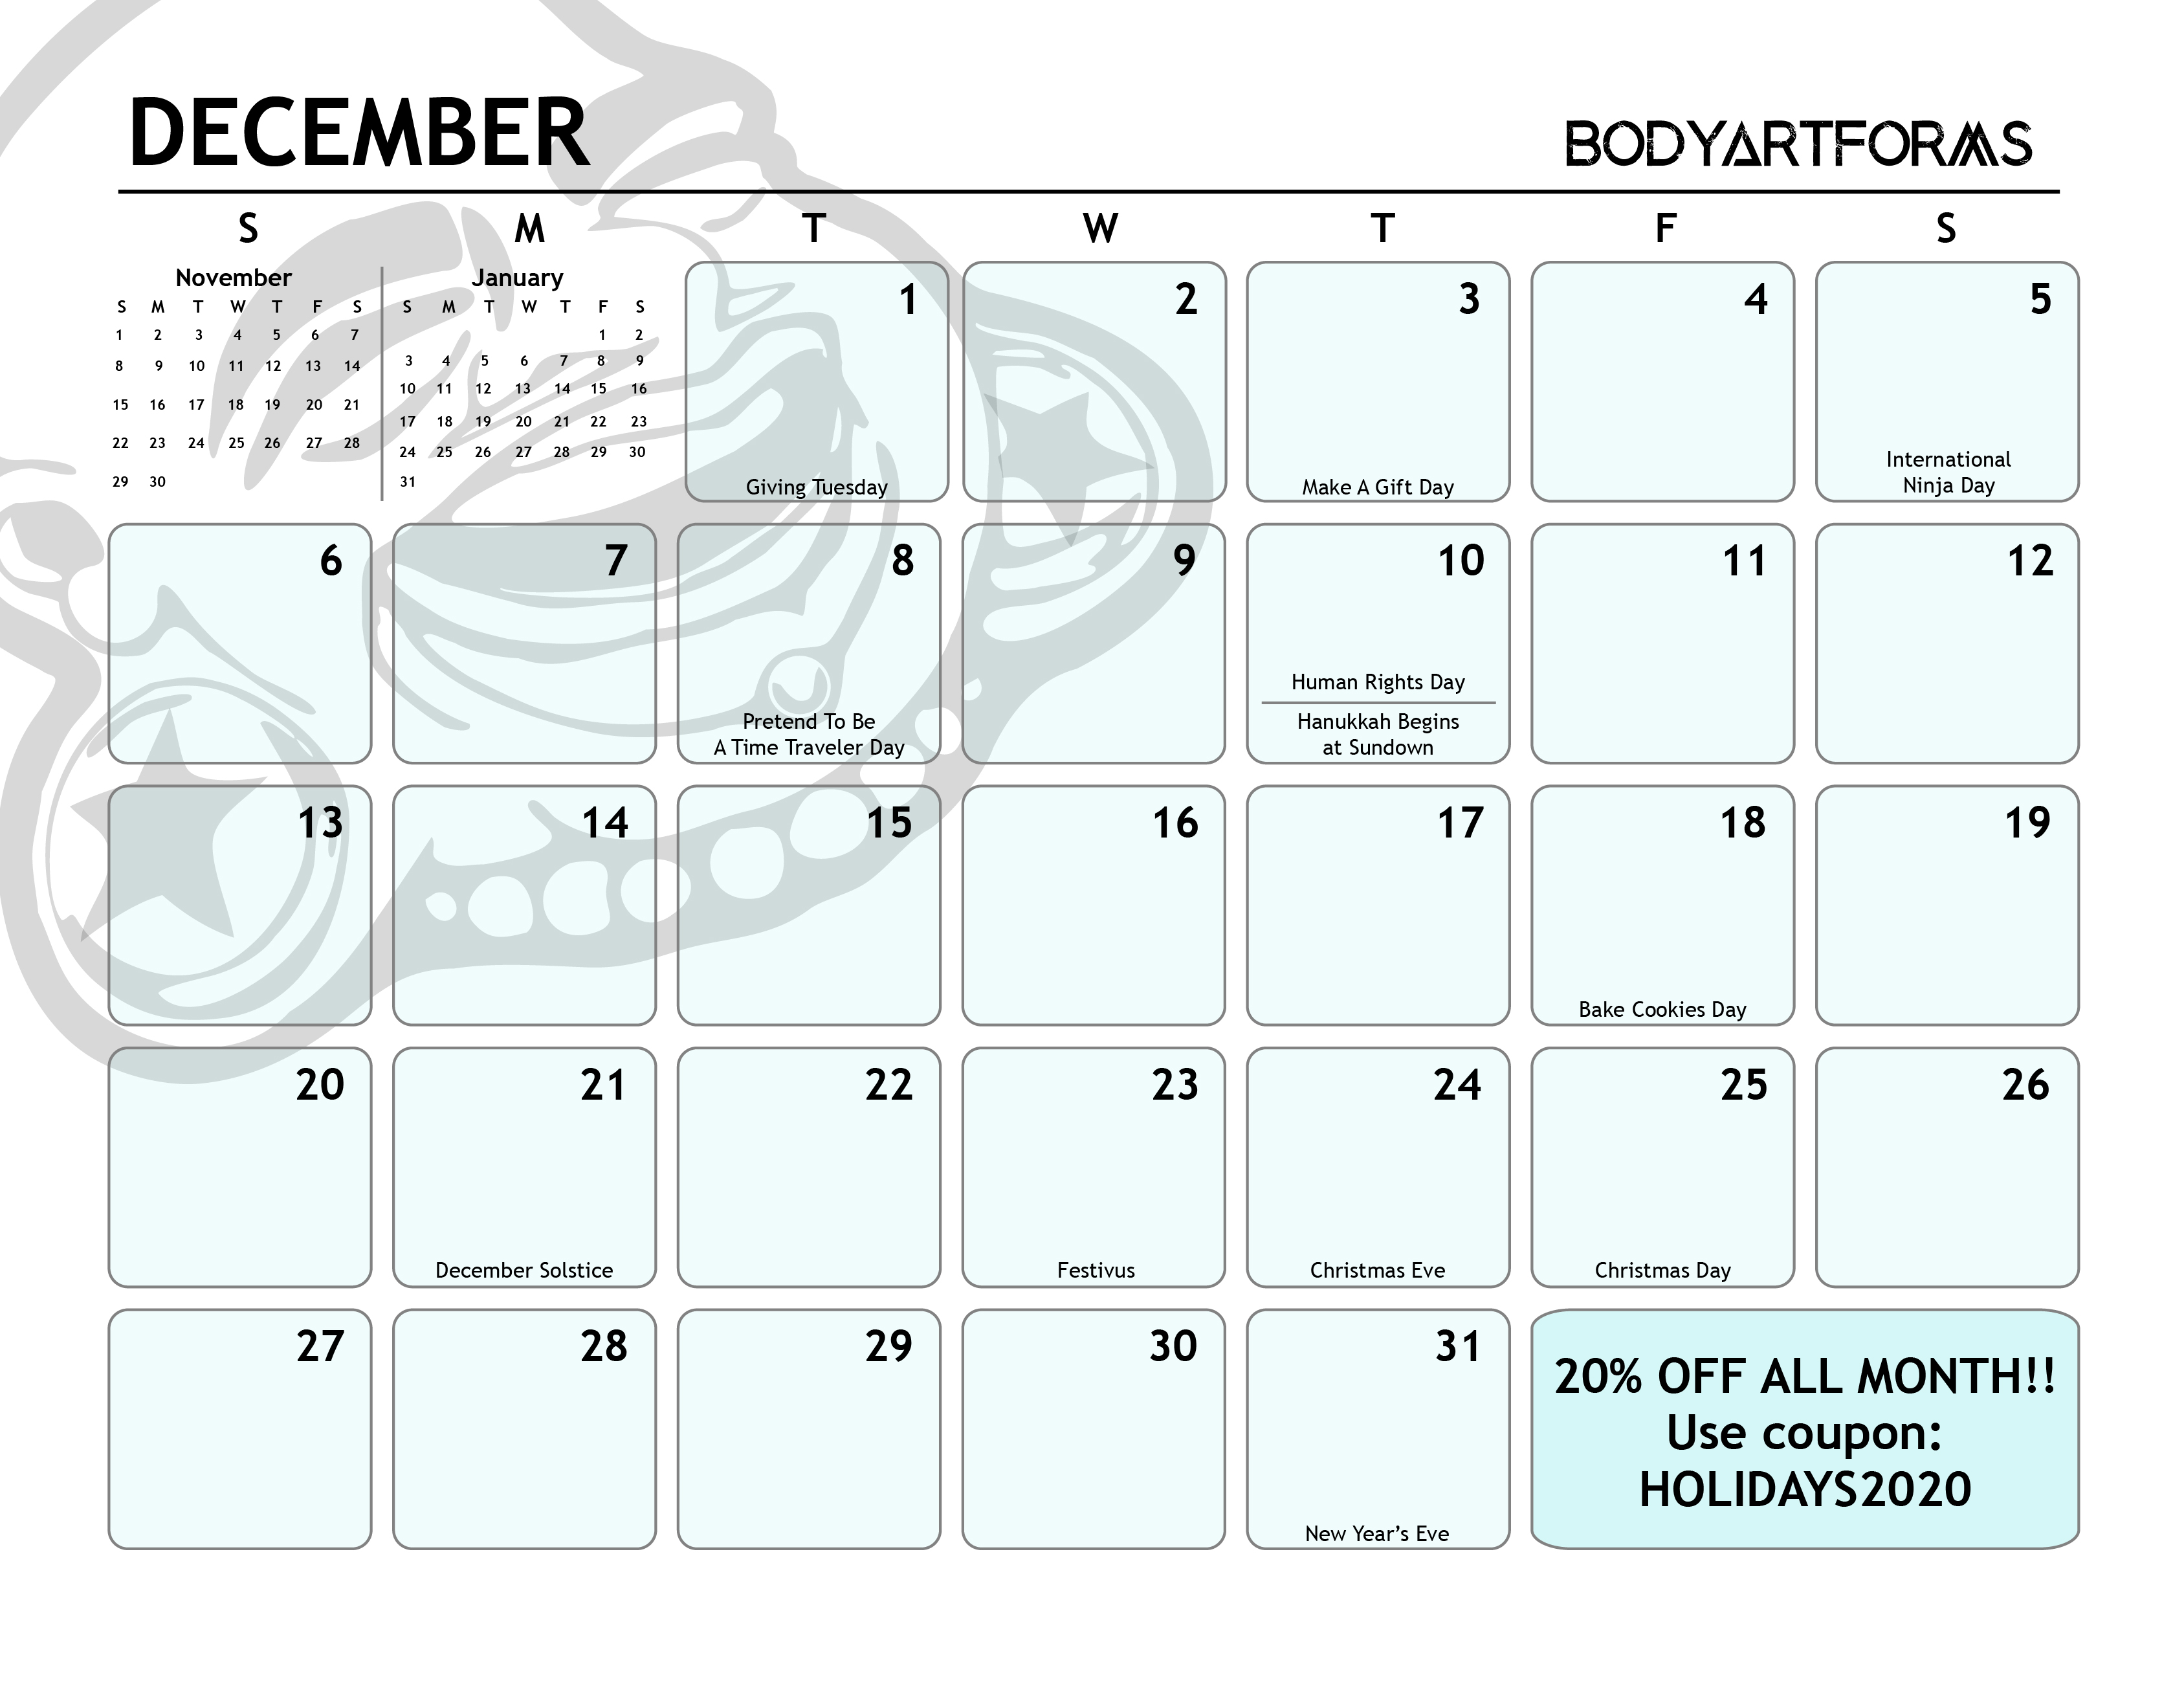 DECEMBER
BODYARTFORMS
S M T W T F S
November
S M T W T F S
1 2 3 4 5 6 7
8 9 10 11 12 13 14
15 16 17 18 19 20 21
22 23 24 25 26 27 28
29 30
January
S M T W T F S
1 2
3 4 5 6 7 8 9
10 11 12 13 14 15 16
17 18 19 20 21 22 23
24 25 26 27 28 29 30
31
1
Giving Tuesday
2
3
Make A Gift Day
4
5
International
Ninja Day
6
7
8
Pretend To Be
A Time Traveler Day
9
10
Human Rights Day
Hanukkah Begins
at Sundown
11
12
13
14
15
16
17
18
Bake Cookies Day
19
20
21
December Solstice
22
23
Festivus
24
Christmas Eve
25
Christmas Day
26
27
28
29
30
31
New Year’s Eve
20% OFF ALL MONTH!!
Use coupon:
HOLIDAYS2020